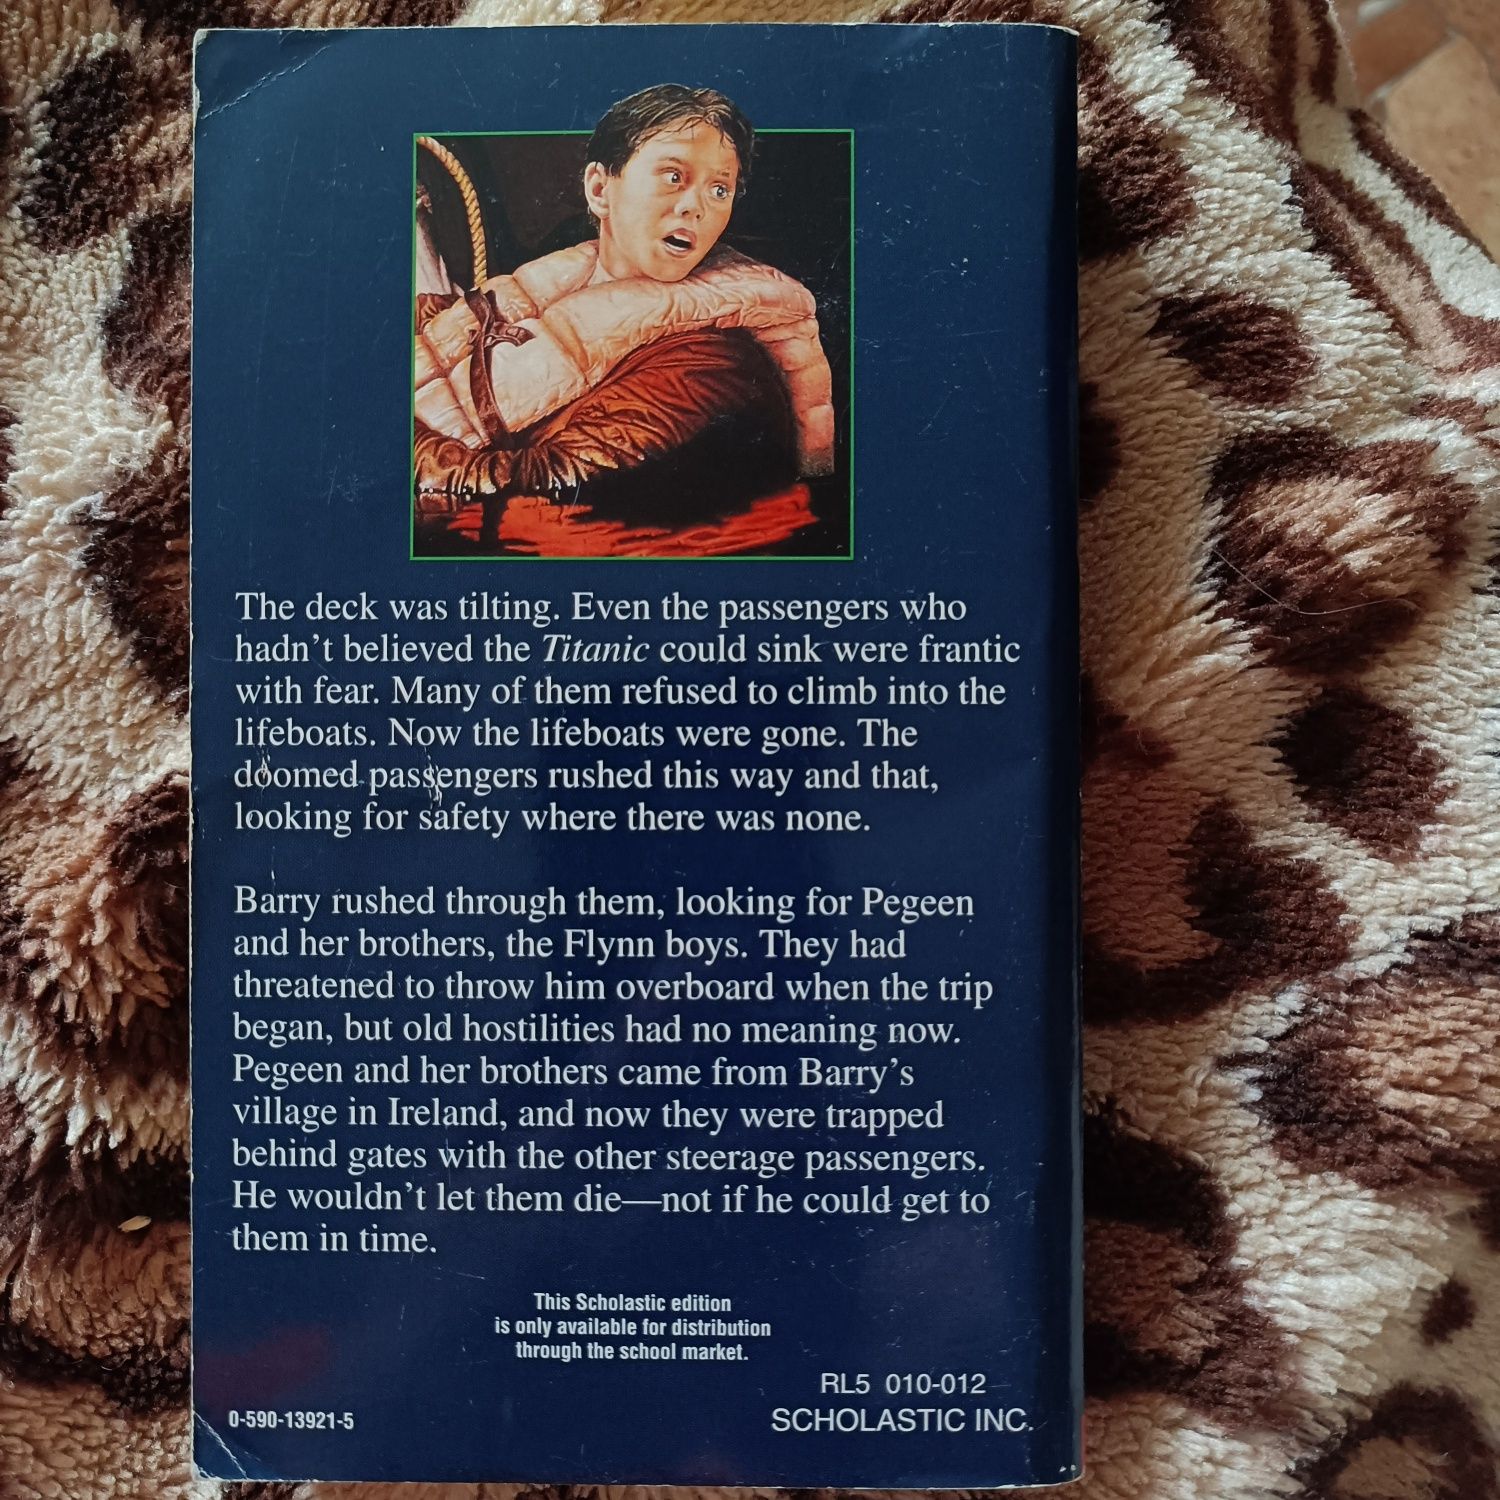 The deck was tilting. Even the passengers who
hadn't believed the Titanic could sink were frantic
with fear. Many of them refused to climb into the
lifeboats. Now the lifeboats were gone. The
doomed passengers rushed this way and that,
looking for safety where there was none.
Barry rushed through them, looking for Pegeen
and her brothers, the Flynn boys. They had
threatened to throw him overboard when the trip
began, but old hostilities had no meaning now.
Pegeen and her brothers came from Barry's
village in Ireland, and now they were trapped
behind gates with the other steerage passengers.
He wouldn't let them die—not if he could get to
them in time.
This Scholastic edition
is only available for distribution
through the school market.
RL5 010-012
0-590-13921-5
SCHOLASTIC INC.